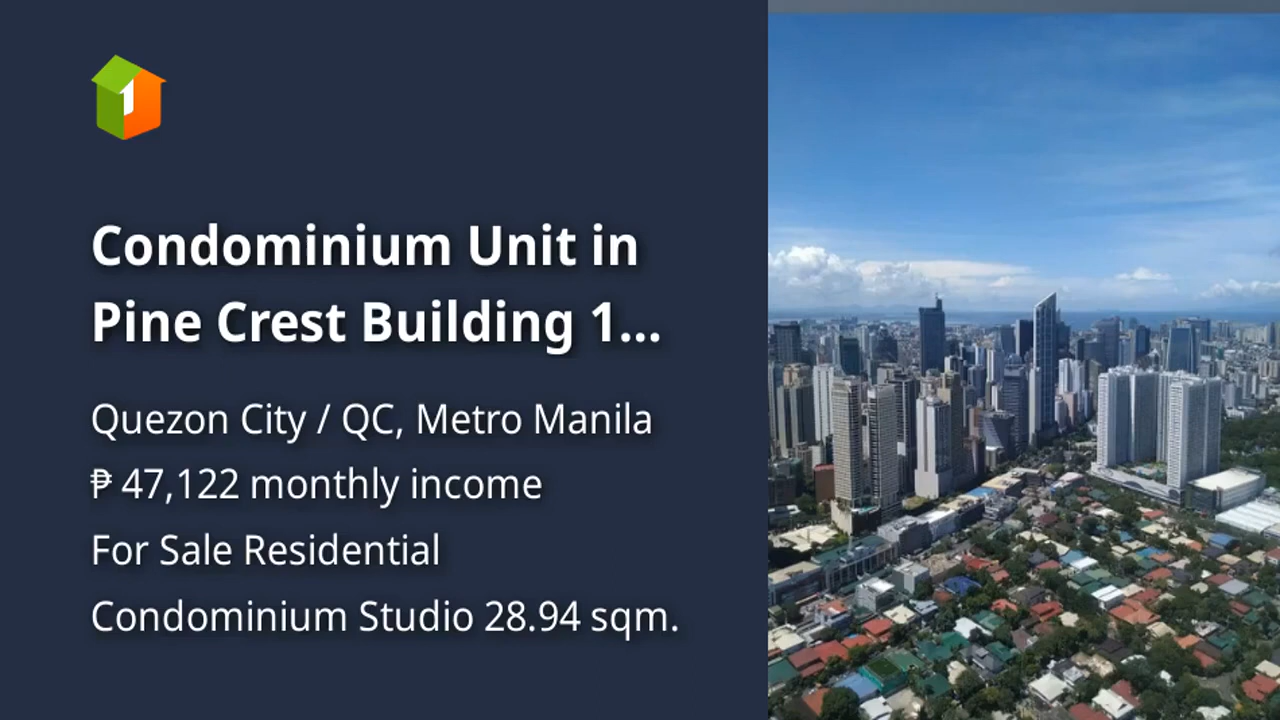 Condominium Unit in
Pine Crest Building 1...
Quezon City / QC, Metro Manila
₱ 47,122 monthly income
For Sale Residential
Condominium Studio 28.94 sqm.